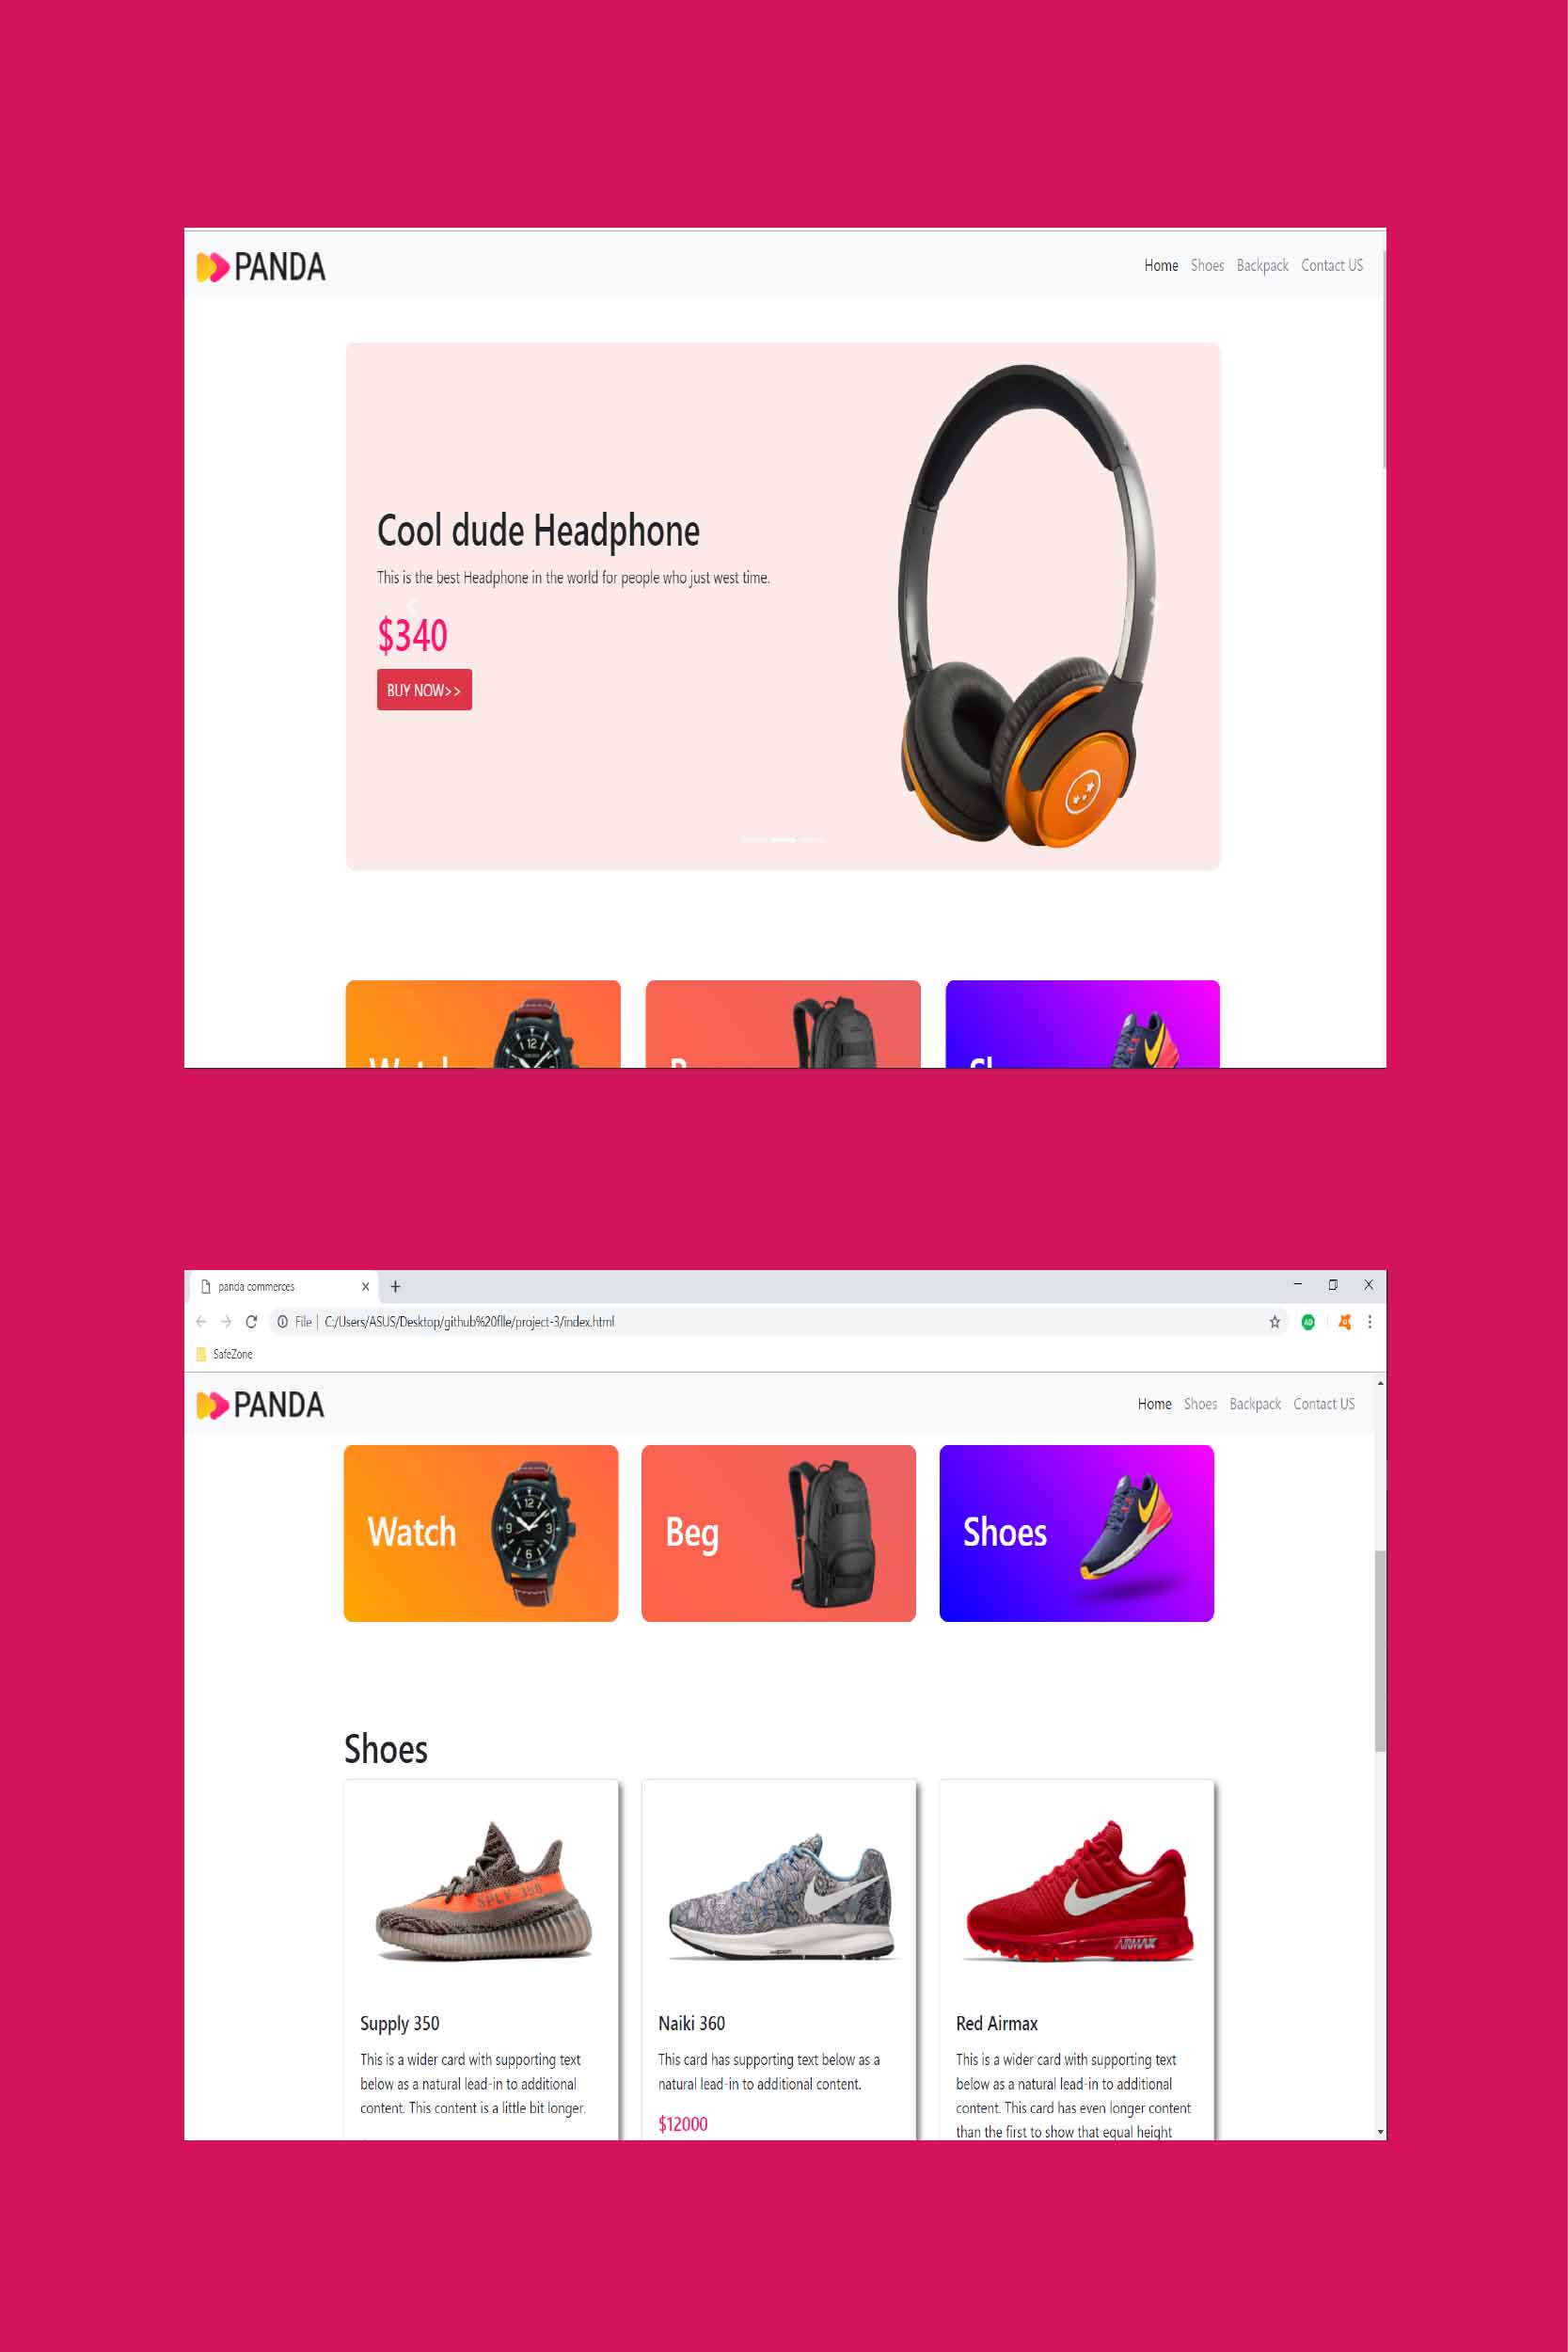 PANDA
Home Shoes Backpack Contact US
Cool dude Headphone
This is the best Headphone in the world for people who just west time.
$340
BUY NOW>>
panda commerces
File | C:/Users/ASUS/Desktop/github%20file/project-3/index.html
SafeZone
PANDA
Home Shoes Backpack Contact US
Watch Beg Shoes
Shoes
SPLY 350
AIRMAX
Supply 350
This is a wider card with supporting text
below as a natural lead-in to additional
content. This content is a little bit longer.
Naiki 360
This card has supporting text below as a
natural lead-in to additional content.
$12000
Red Airmax
This is a wider card with supporting text
below as a natural lead-in to additional
content. This card has even longer content
than the first to show that equal height